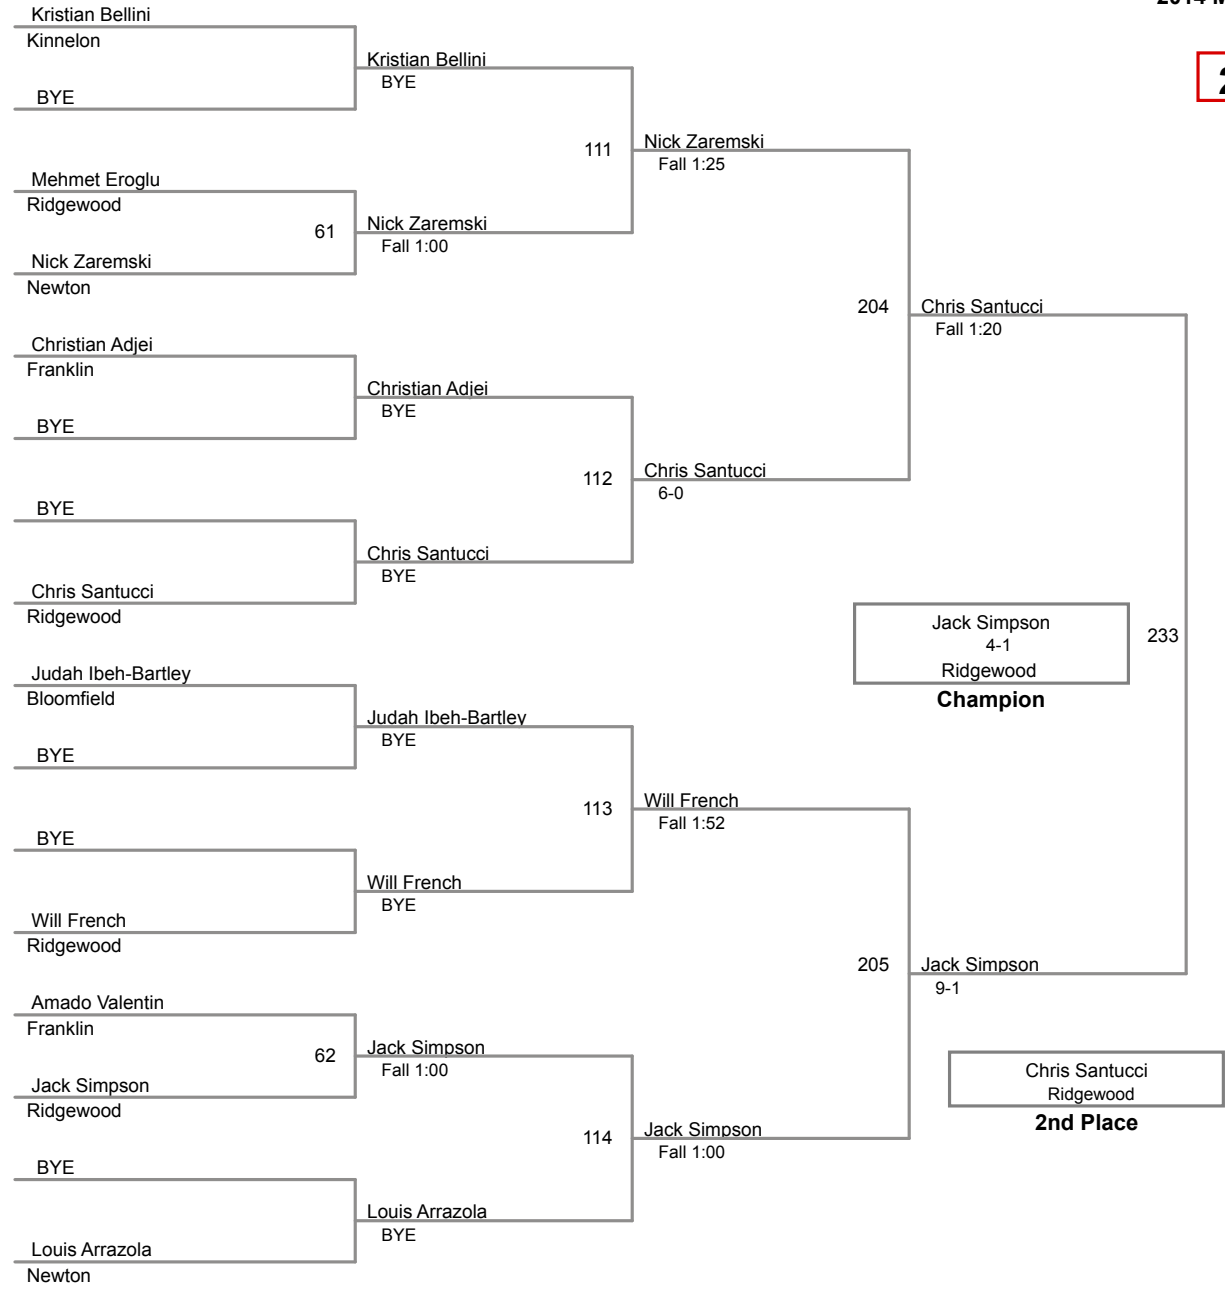 Kristian Bellini
Kinnelon
BYE
Mehmet Eroglu
Ridgewood
61
Nick Zaremski
Newton
Christian Adjei
Franklin
BYE
BYE
Chris Santucci
Ridgewood
Judah Ibeh-Bartley
Bloomfield
BYE
BYE
Will French
Ridgewood
Amado Valentin
Franklin
62
Jack Simpson
Ridgewood
BYE
Louis Arrazola
Newton
Kristian Bellini
BYE
111
Nick Zaremski
Fall 1:00
Christian Adjei
BYE
112
Chris Santucci
BYE
Judah Ibeh-Bartley
BYE
113
Will French
BYE
Jack Simpson
Fall 1:00
114
Louis Arrazola
BYE
Nick Zaremski
Fall 1:25
204
Chris Santucci
6-0
Will French
Fall 1:52
205
Jack Simpson
Fall 1:00
Chris Santucci
Fall 1:20
233
Jack Simpson
9-1
Jack Simpson
4-1
Ridgewood
Champion
Chris Santucci
Ridgewood
2nd Place